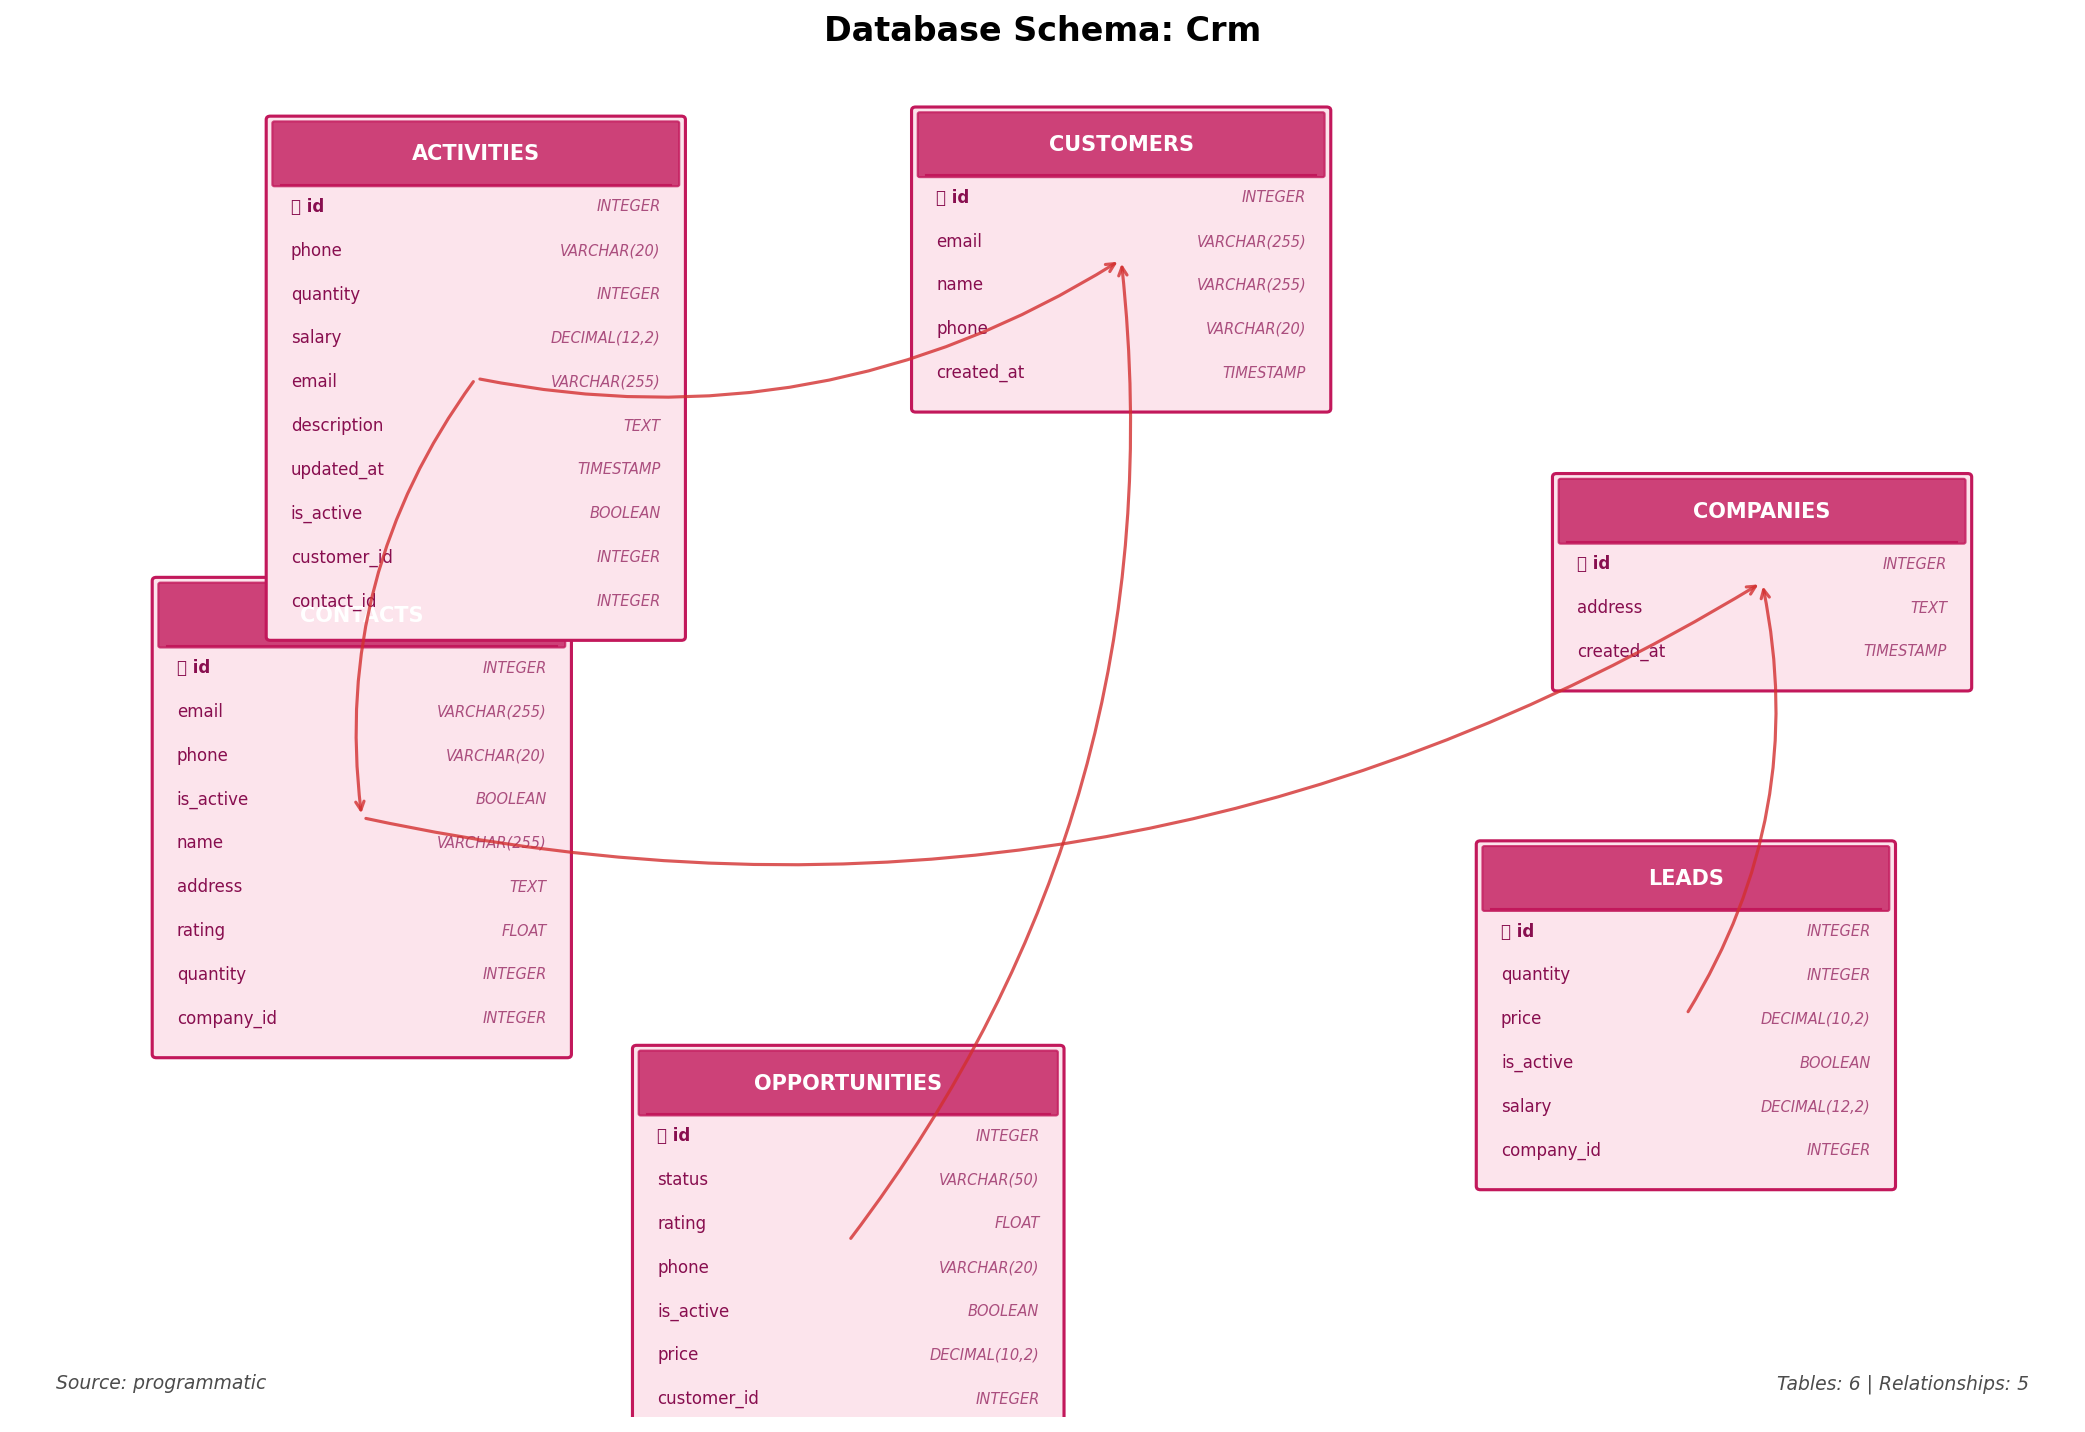 Database Schema: Crm
ACTIVITIES
id INTEGER
phone VARCHAR(20)
quantity INTEGER
salary DECIMAL(12,2)
email VARCHAR(255)
description TEXT
updated_at TIMESTAMP
is_active BOOLEAN
customer_id INTEGER
contact_id INTEGER
CUSTOMERS
id INTEGER
email VARCHAR(255)
name VARCHAR(255)
phone VARCHAR(20)
created_at TIMESTAMP
COMPANIES
id INTEGER
address TEXT
created_at TIMESTAMP
CONTACTS
id INTEGER
email VARCHAR(255)
phone VARCHAR(20)
is_active BOOLEAN
name VARCHAR(255)
address TEXT
rating FLOAT
quantity INTEGER
company_id INTEGER
LEADS
id INTEGER
quantity INTEGER
price DECIMAL(10,2)
is_active BOOLEAN
salary DECIMAL(12,2)
company_id INTEGER
OPPORTUNITIES
id INTEGER
status VARCHAR(50)
rating FLOAT
phone VARCHAR(20)
is_active BOOLEAN
price DECIMAL(10,2)
customer_id INTEGER
Source: programmatic
Tables: 6 | Relationships: 5